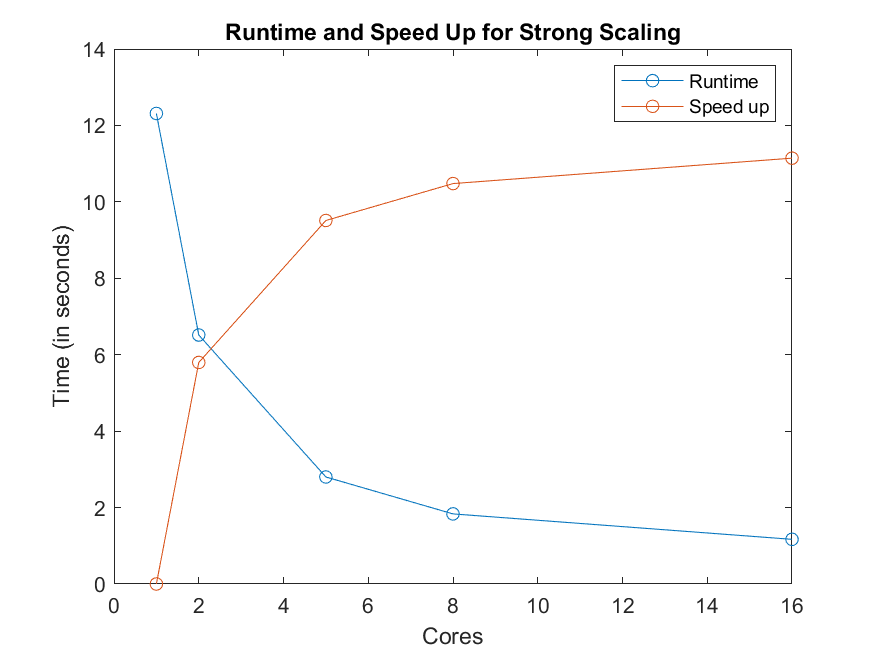 Runtime and Speed Up for Strong Scaling
Runtime
Speed up
Time (in seconds)
14
12
10
8
6
4
2
0
0 2 4 6 8 10 12 14 16
Cores